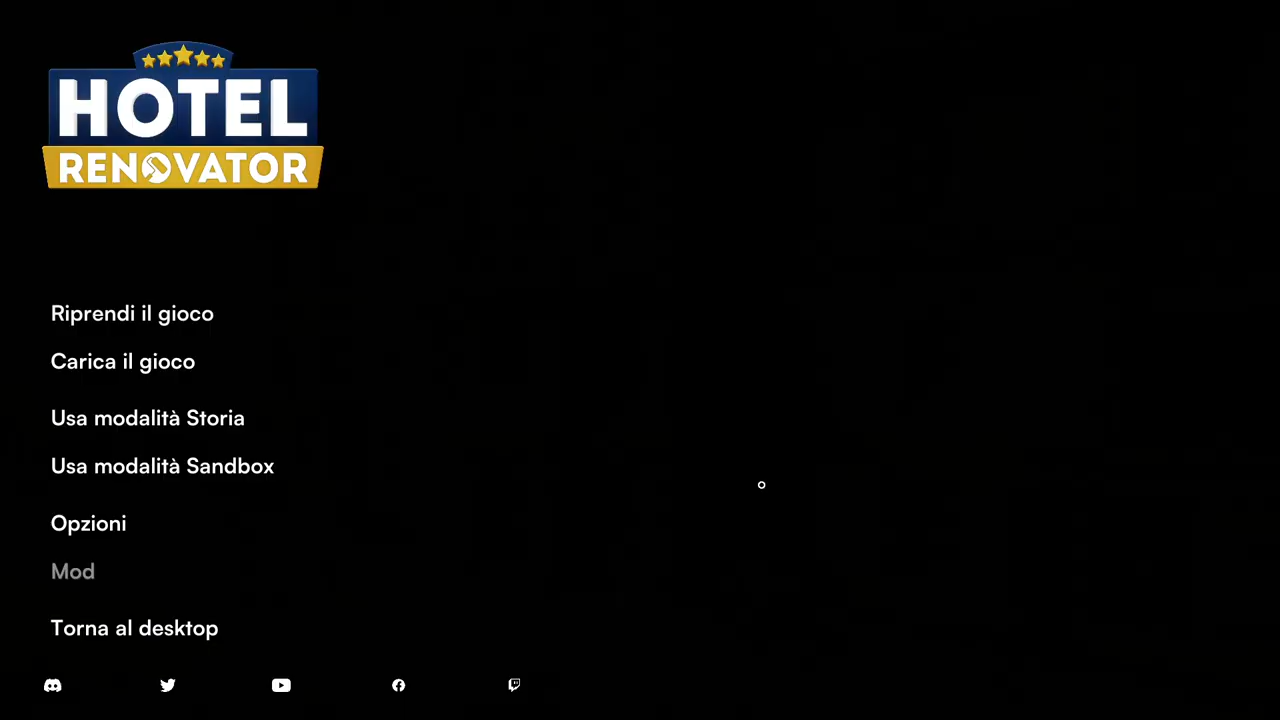 HOTEL
RENOVATOR
Riprendi il gioco
Carica il gioco
Usa modalità Storia
Usa modalità Sandbox
Opzioni
Mod
Torna al desktop